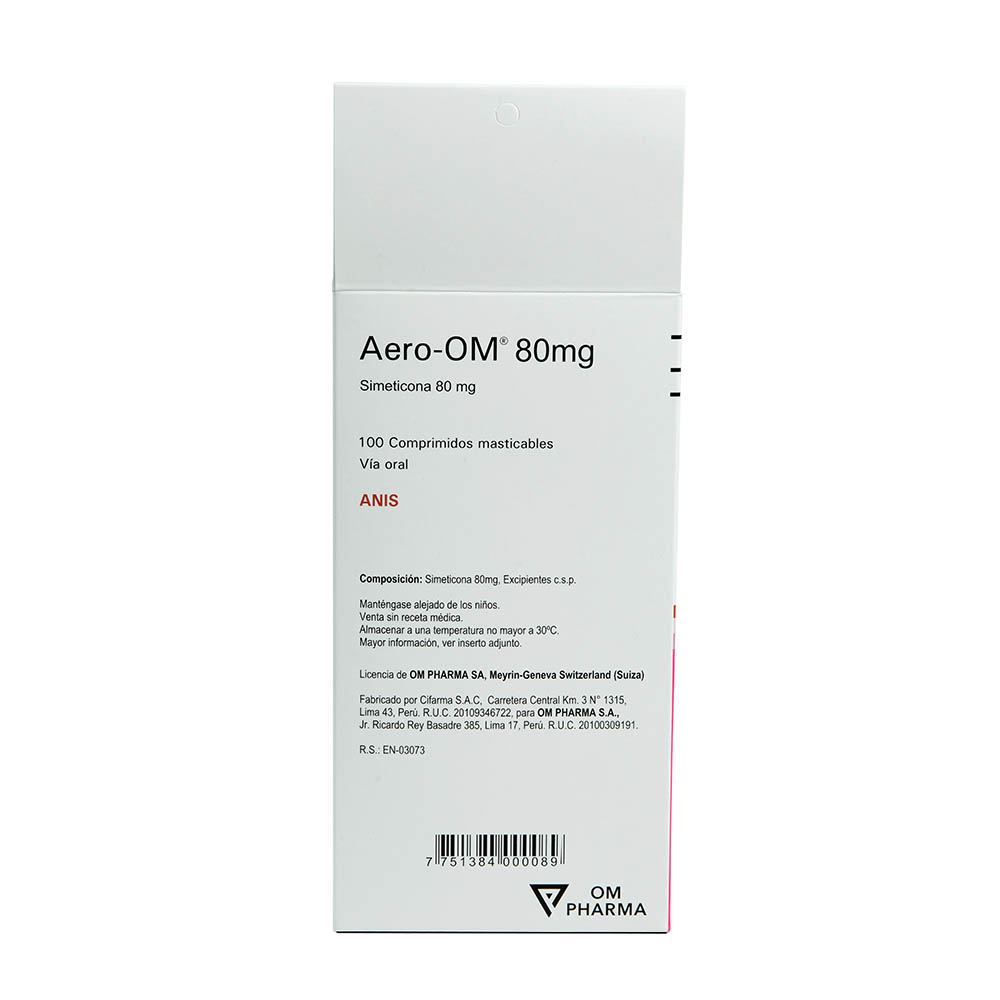 Aero-OM® 80mg
Simeticona 80 mg
100 Comprimidos masticables
Vía oral
ANIS
Composición: Simeticona 80mg, Excipientes c.s.p.
Manténgase alejado de los niños.
Venta sin receta médica.
Almacenar a una temperatura no mayor a 30ºC.
Mayor información, ver inserto adjunto.
Licencia de OM PHARMA SA, Meyrin-Geneva Switzerland (Suiza)
Fabricado por Cifarma S.A.C, Carretera Central Km. 3 N° 1315,
Lima 43, Perú. R.U.C. 20109346722, para OM PHARMA S.A.,
Jr. Ricardo Rey Basadre 385, Lima 17, Perú. R.U.C. 20100309191.
R.S.: EN-03073
7 751384 000089
OM
PHARMA